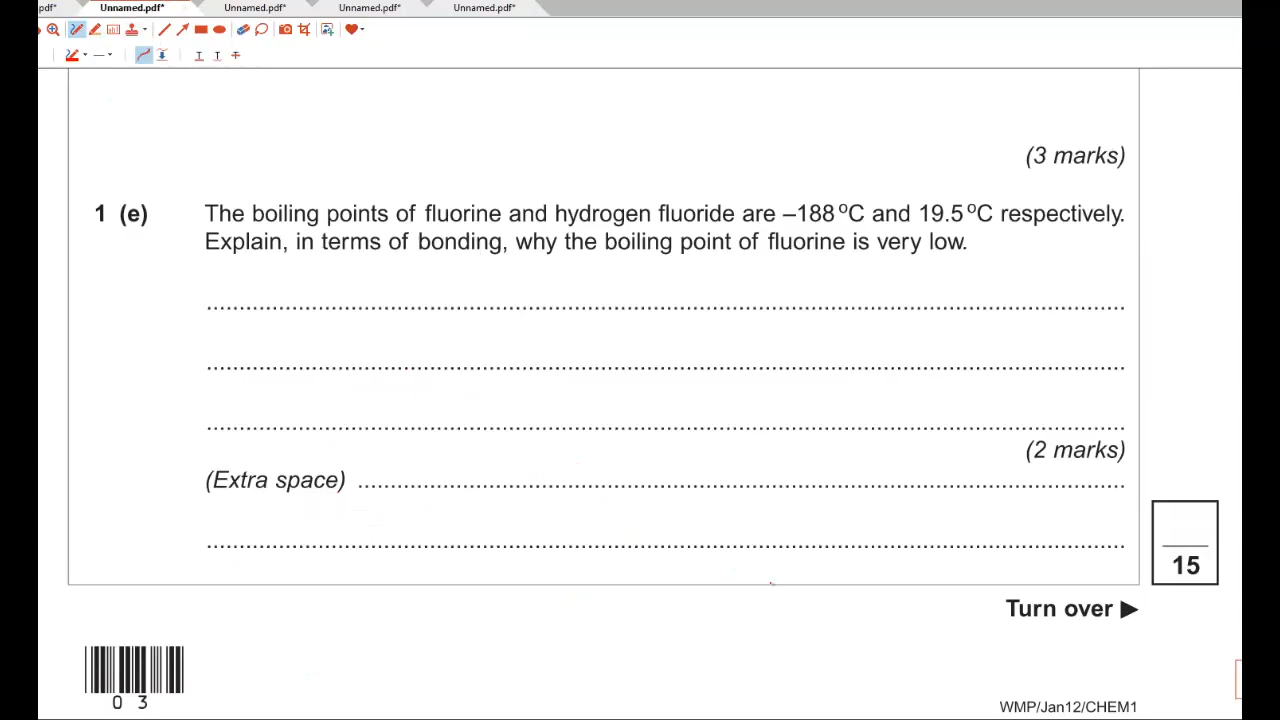 pdf*
Unnamed.pdf*
Unnamed.pdf*
Unnamed.pdf*
Unnamed.pdf*
(3 marks)
1 (e) The boiling points of fluorine and hydrogen fluoride are –188 °C and 19.5 °C respectively.
Explain, in terms of bonding, why the boiling point of fluorine is very low.
(2 marks)
(Extra space)
15
Turn over ▶
0 3
WMP/Jan12/CHEM1